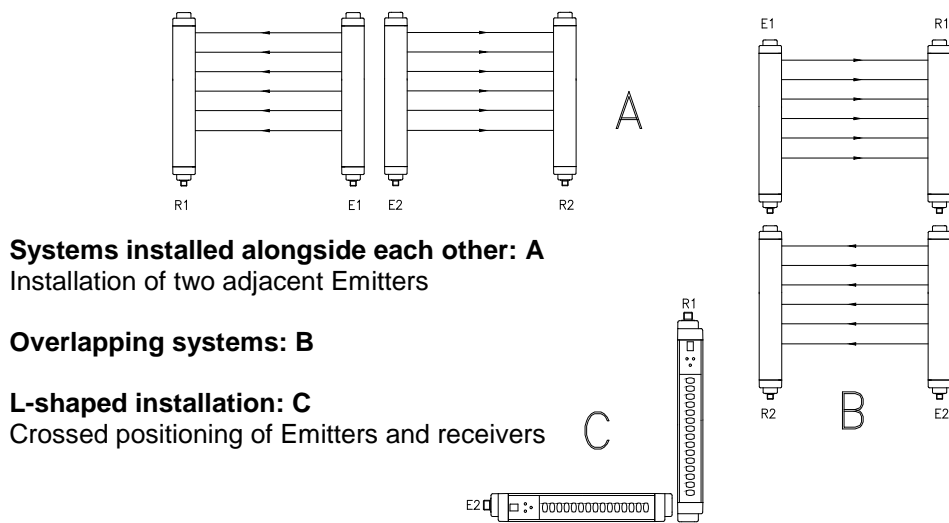 E1 R1
A
R1 E1 E2 R2
Systems installed alongside each other: A
Installation of two adjacent Emitters
Overlapping systems: B
L-shaped installation: C
Crossed positioning of Emitters and receivers
R1
C
E2
R2 E2
B